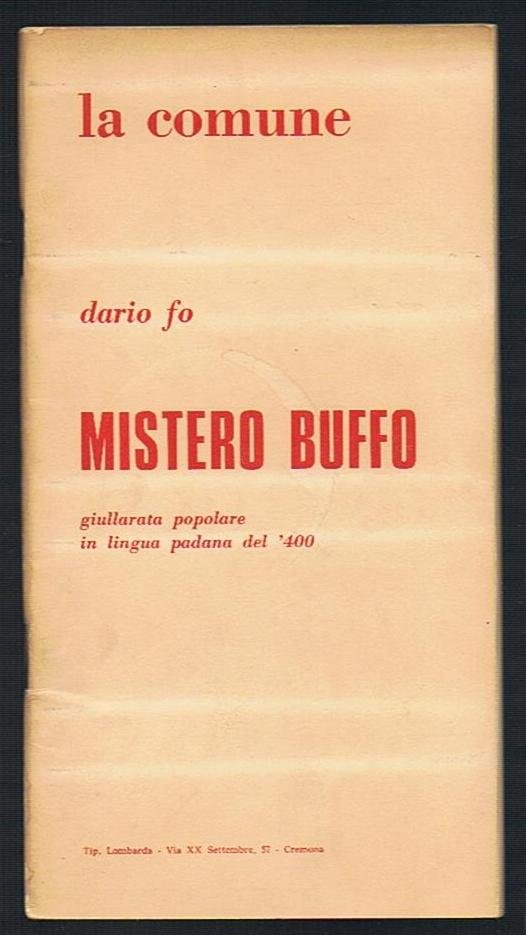 la comune
dario fo
MISTERO BUFFO
giullarata popolare
in lingua padana del '400
Tip. Lombarda - Via XX Settembre, 57 - Cremona